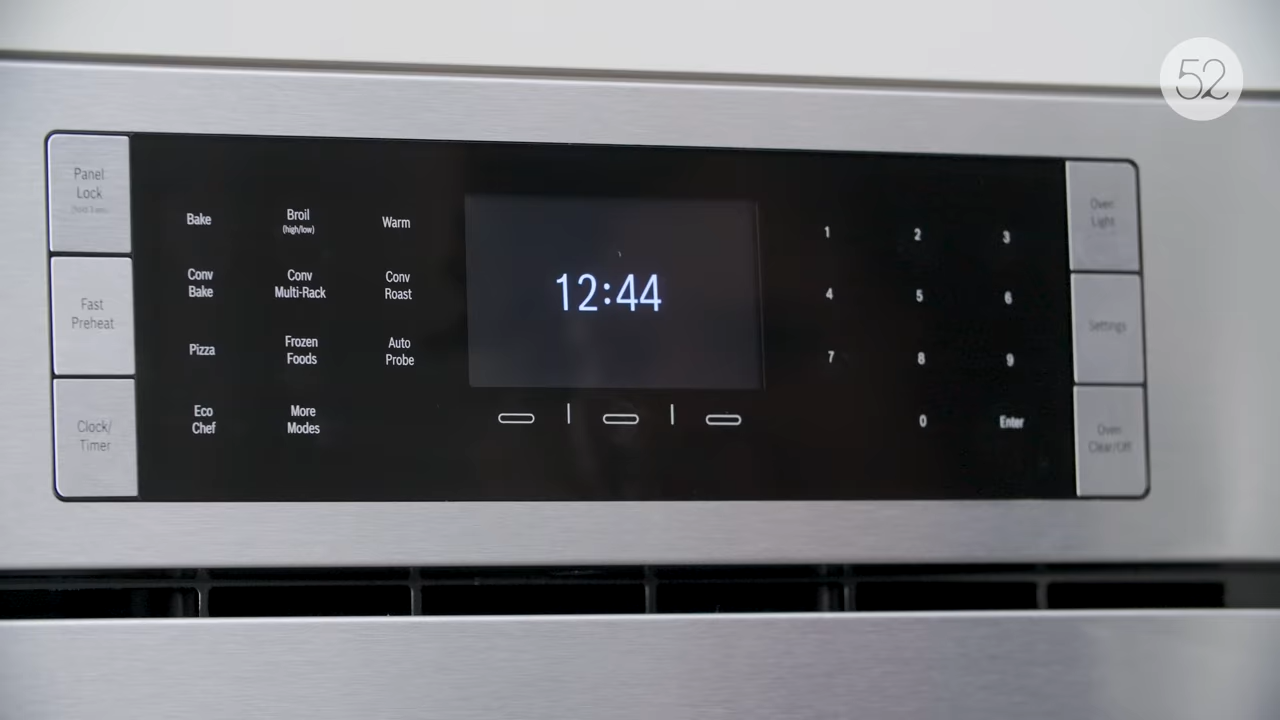 52
Panel
Lock
Bake
Broil
(high/low)
Warm
Conv
Bake
Conv
Multi-Rack
Conv
Roast
Pizza
Frozen
Foods
Auto
Probe
Eco
Chef
More
Modes
Fast
Preheat
Clock/
Timer
12:44
1 2 3
4 5 6
7 8 9
0 Enter
Oven
Light
Settings
Oven
Clear/Off